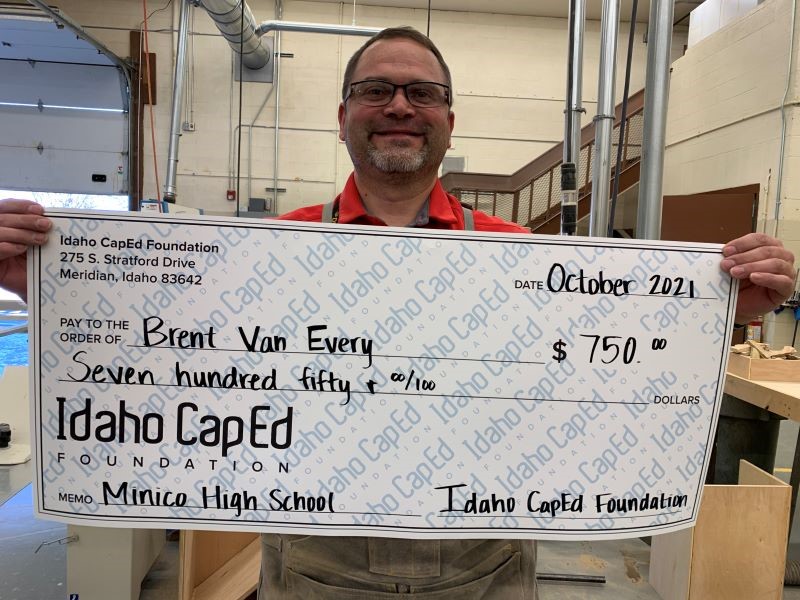 Idaho CapEd Foundation
275 S. Stratford Drive
Meridian, Idaho 83642
DATE October 2021
PAY TO THE
ORDER OF Brent Van Every $ 750.00
Seven hundred fifty & 00/100 DOLLARS
Idaho CapEd
FOUNDATION
MEMO Minico High School Idaho CapEd Foundation